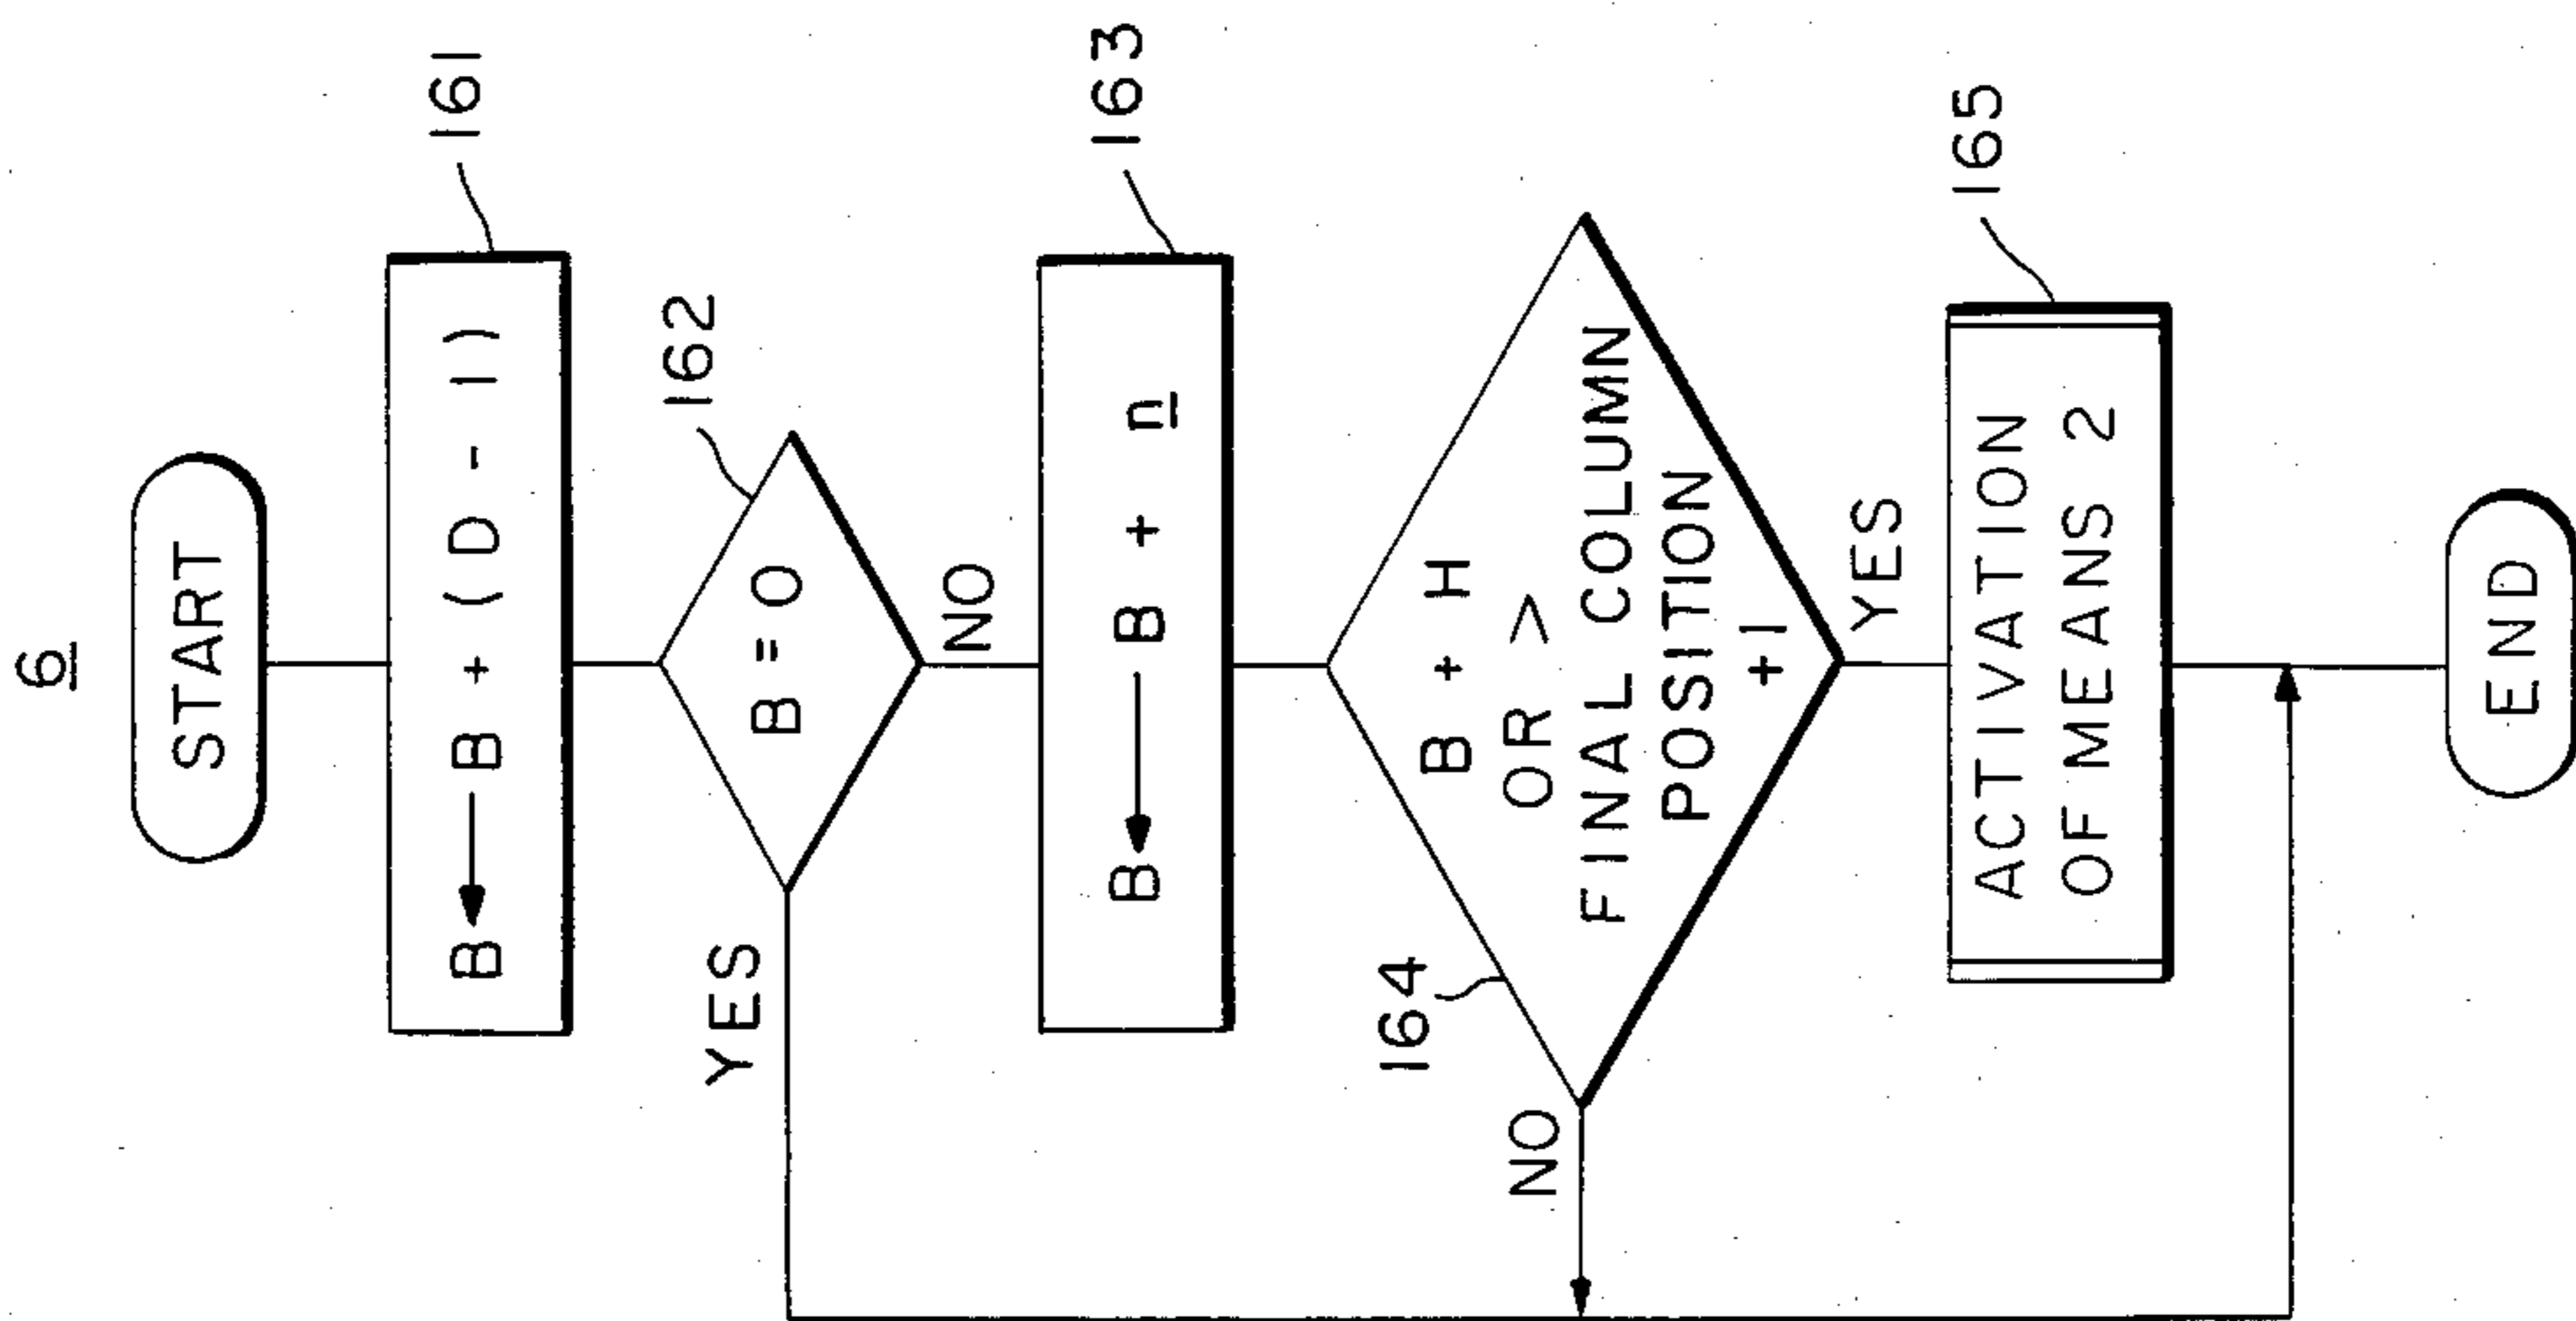 6
START
161
B ← B + ( D - 1 )
162
B = 0
YES
NO
163
B ← B + n
164
B + H
OR >
FINAL COLUMN
POSITION
+1
NO
YES
165
ACTIVATION
OF MEANS 2
END